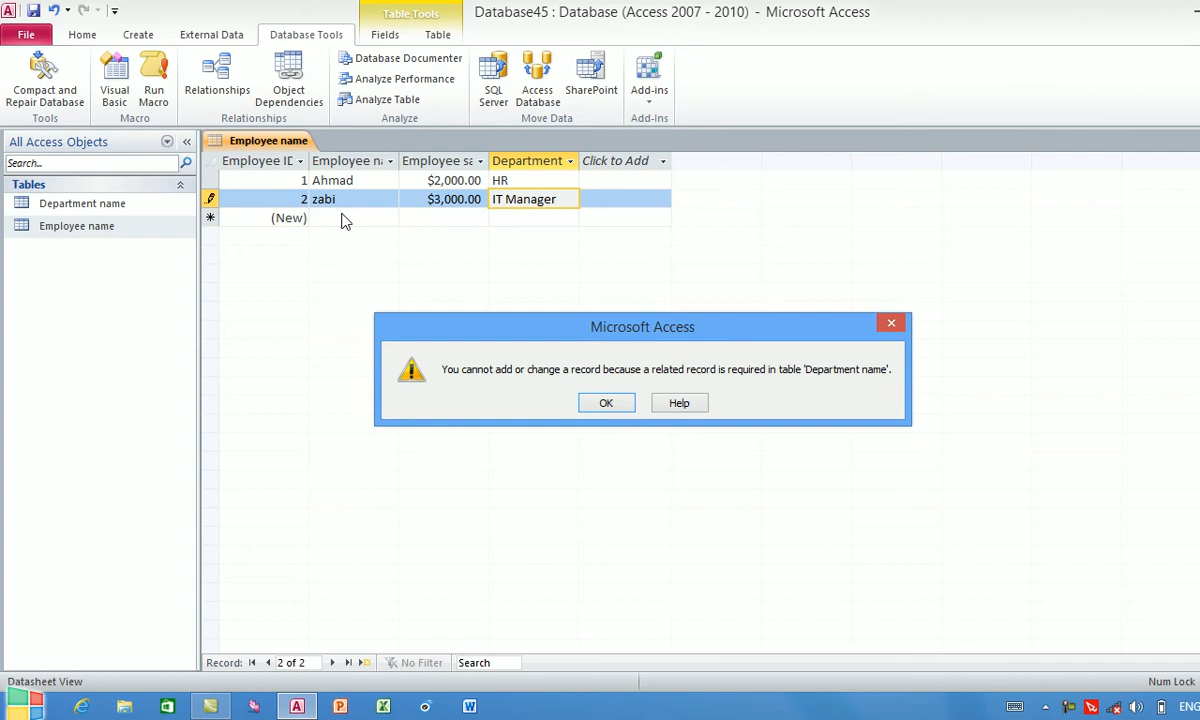 Table Tools
Database45 : Database (Access 2007 - 2010) - Microsoft Access
File Home Create External Data Database Tools Fields Table
Compact and Repair Database
Visual Basic
Run Macro
Relationships
Object Dependencies
Database Documenter
Analyze Performance
Analyze Table
SQL Server
Access Database
SharePoint
Add-ins
Tools Macro Relationships Analyze Move Data Add-Ins
All Access Objects
Search...
Tables
Department name
Employee name
Employee name
Employee ID Employee na Employee sa Department Click to Add
1 Ahmad $2,000.00 HR
2 zabi $3,000.00 IT Manager
(New)
Microsoft Access
You cannot add or change a record because a related record is required in table 'Department name'.
OK Help
Record: 2 of 2 No Filter Search
Datasheet View Num Lock
ENG